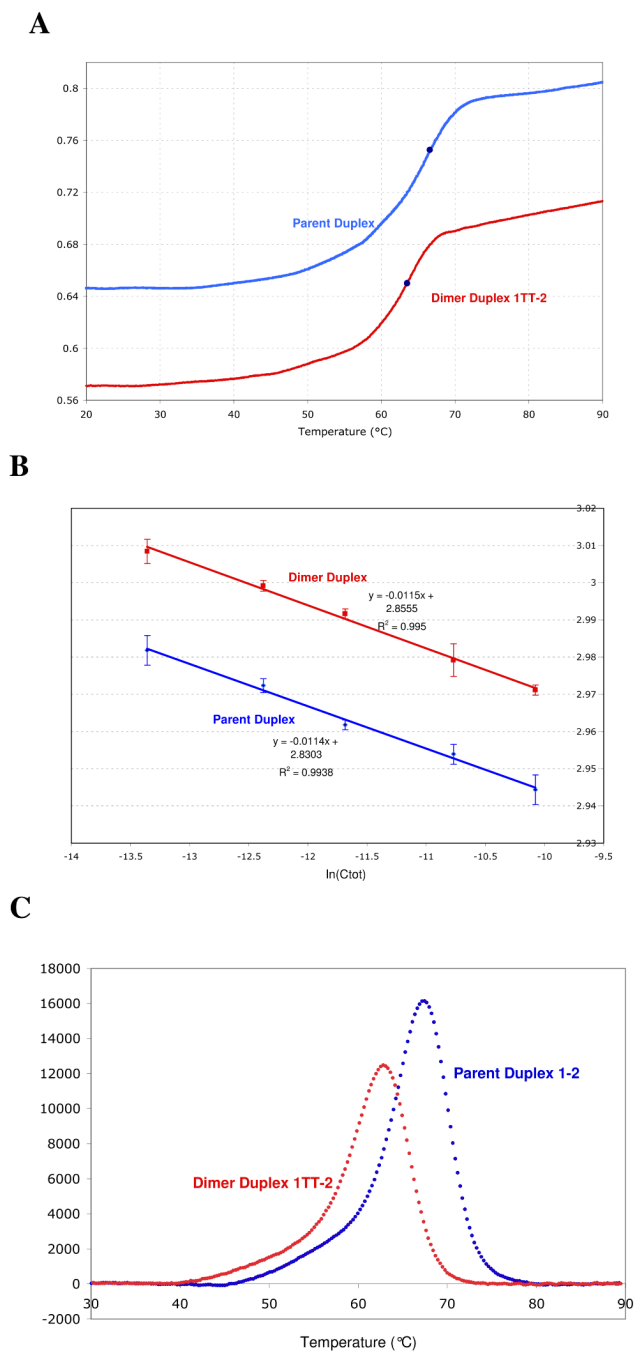 A
0.8
0.76
0.72
0.68
0.64
0.6
0.56
Parent Duplex
Dimer Duplex 1TT-2
20 30 40 50 60 70 80 90
Temperature (°C)
B
3.02
3.01
3
2.99
2.98
2.97
2.96
2.95
2.94
2.93
Dimer Duplex
y = -0.0115x +
2.8555
R² = 0.995
Parent Duplex
y = -0.0114x +
2.8303
R² = 0.9938
-14 -13.5 -13 -12.5 -12 -11.5 -11 -10.5 -10 -9.5
ln(Ctot)
C
18000
16000
14000
12000
10000
8000
6000
4000
2000
0
-2000
Parent Duplex 1-2
Dimer Duplex 1TT-2
30 40 50 60 70 80 90
Temperature (°C)